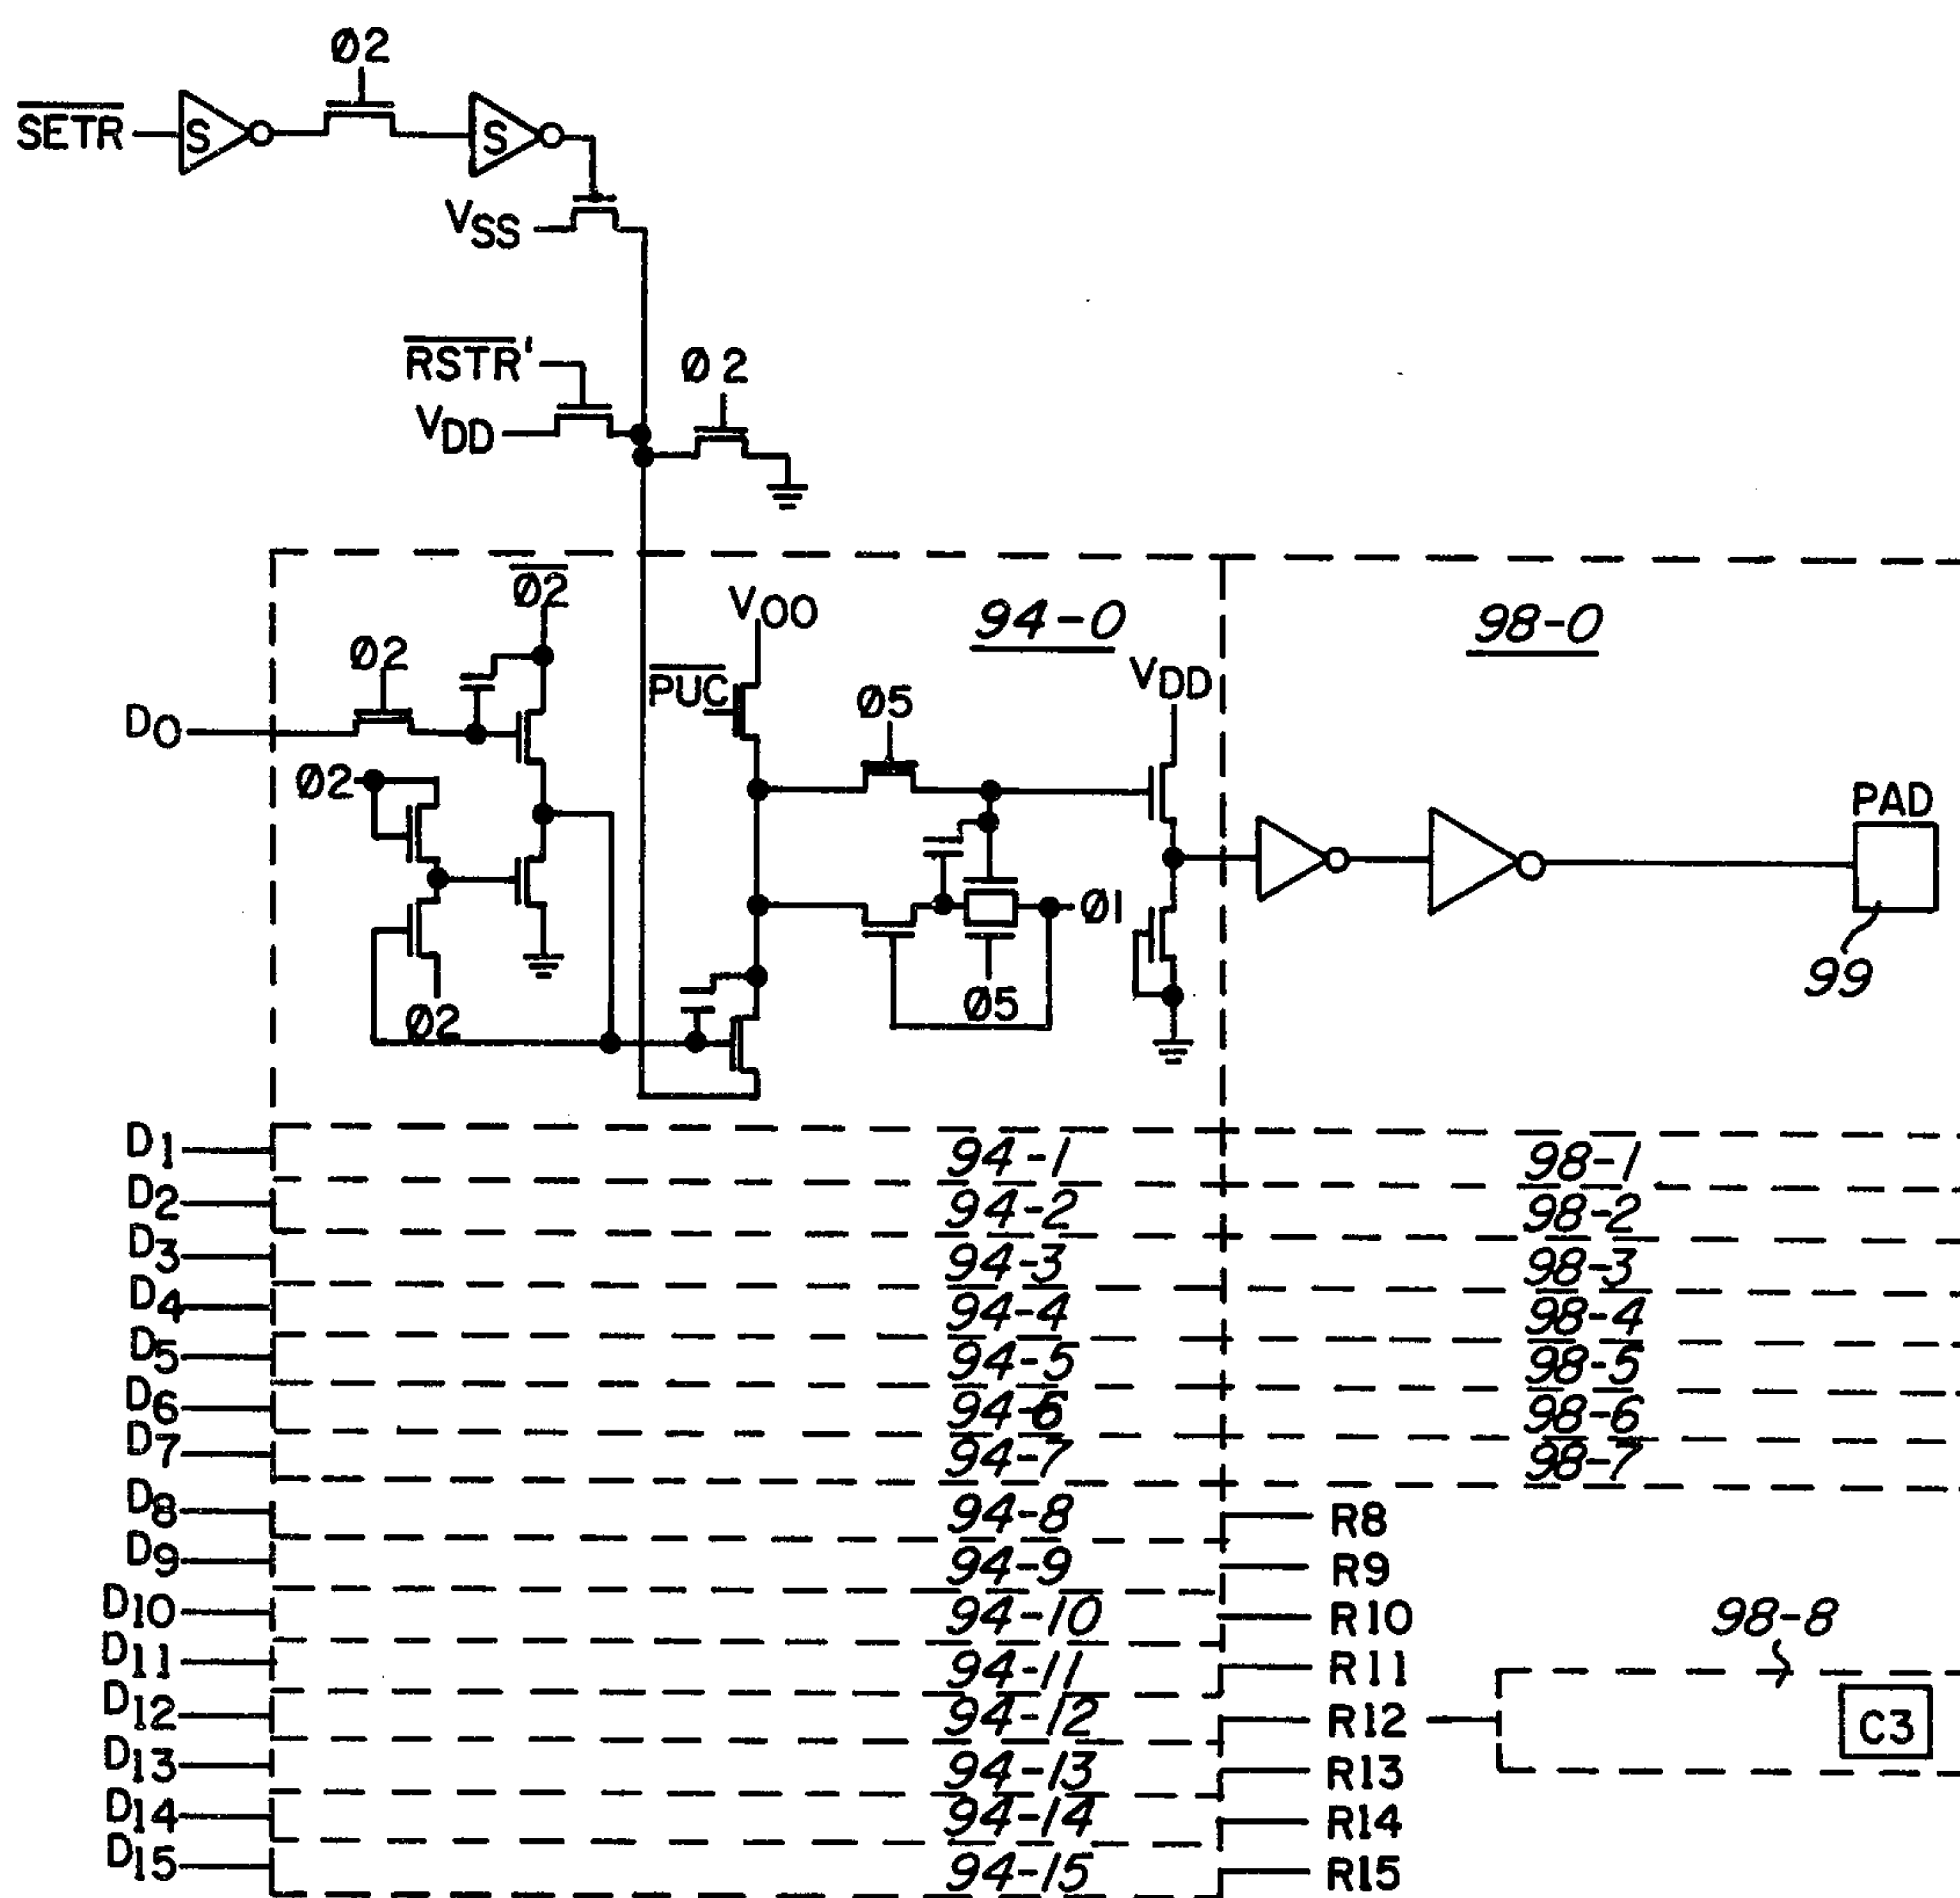 Ø2
SETR
S
S
VSS
RSTR'
Ø2
VDD
Ø2
VOO
94-0
98-0
Ø2
PUC
VDD
Ø5
DO
Ø2
PAD
Ø1
99
Ø5
Ø2
D1 94-1 98-1
D2 94-2 98-2
D3 94-3 98-3
D4 94-4 98-4
D5 94-5 98-5
D6 94-6 98-6
D7 94-7 98-7
D8 94-8 R8
D9 94-9 R9
D10 94-10 R10 98-8
D11 94-11 R11
D12 94-12 R12 C3
D13 94-13 R13
D14 94-14 R14
D15 94-15 R15